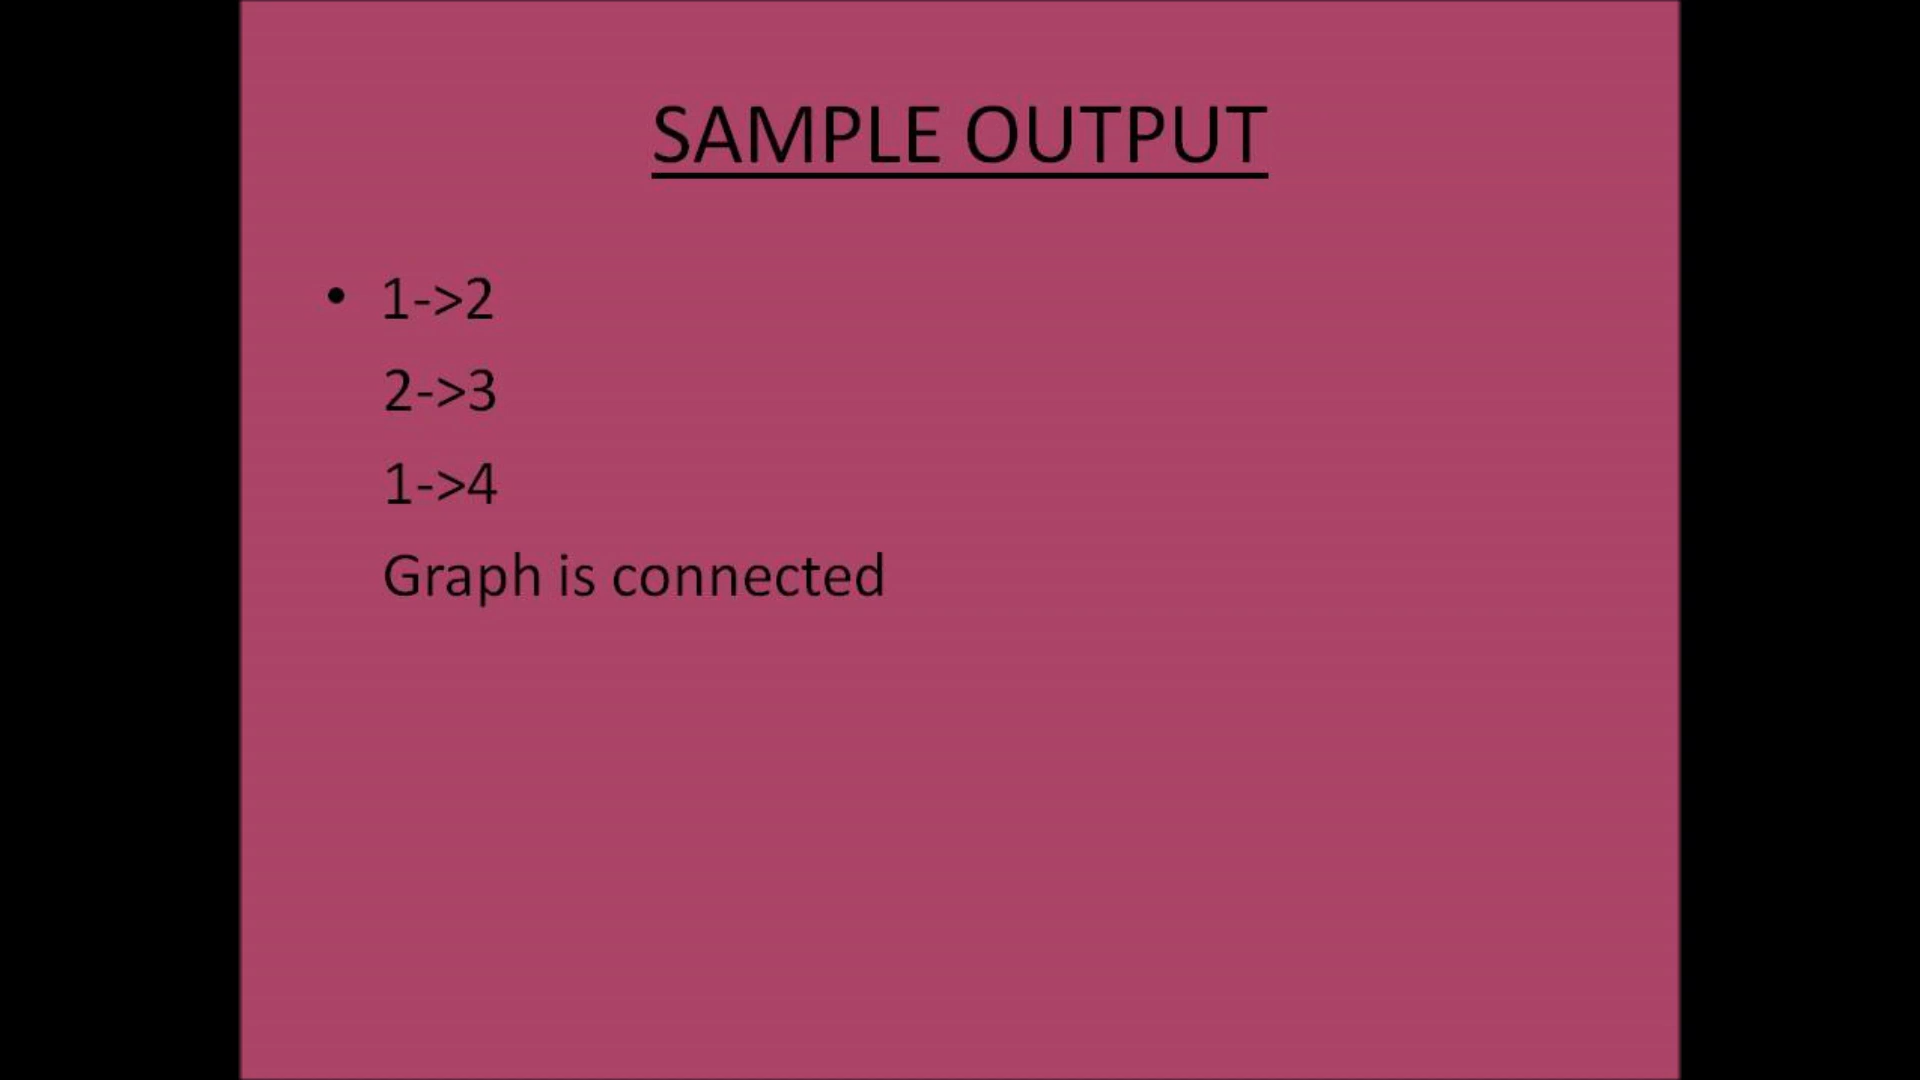 SAMPLE OUTPUT
• 1->2
2->3
1->4
Graph is connected